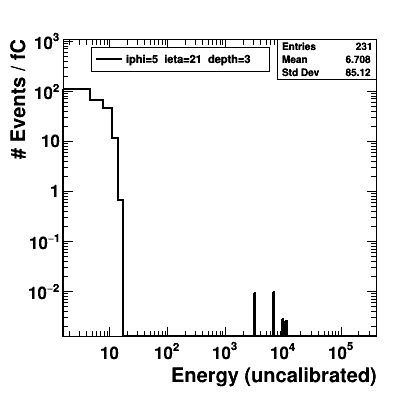 Entries 231
Mean 6.708
Std Dev 85.12
iphi=5 ieta=21 depth=3
# Events / fC
10³
10²
10
1
10⁻¹
10⁻²
10 10² 10³ 10⁴ 10⁵
Energy (uncalibrated)